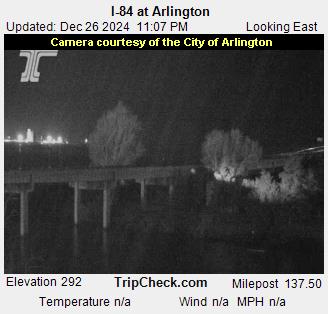 I-84 at Arlington
Updated: Dec 26 2024 11:07 PM Looking East
Camera courtesy of the City of Arlington
Elevation 292 TripCheck.com Milepost 137.50
Temperature n/a Wind n/a MPH n/a